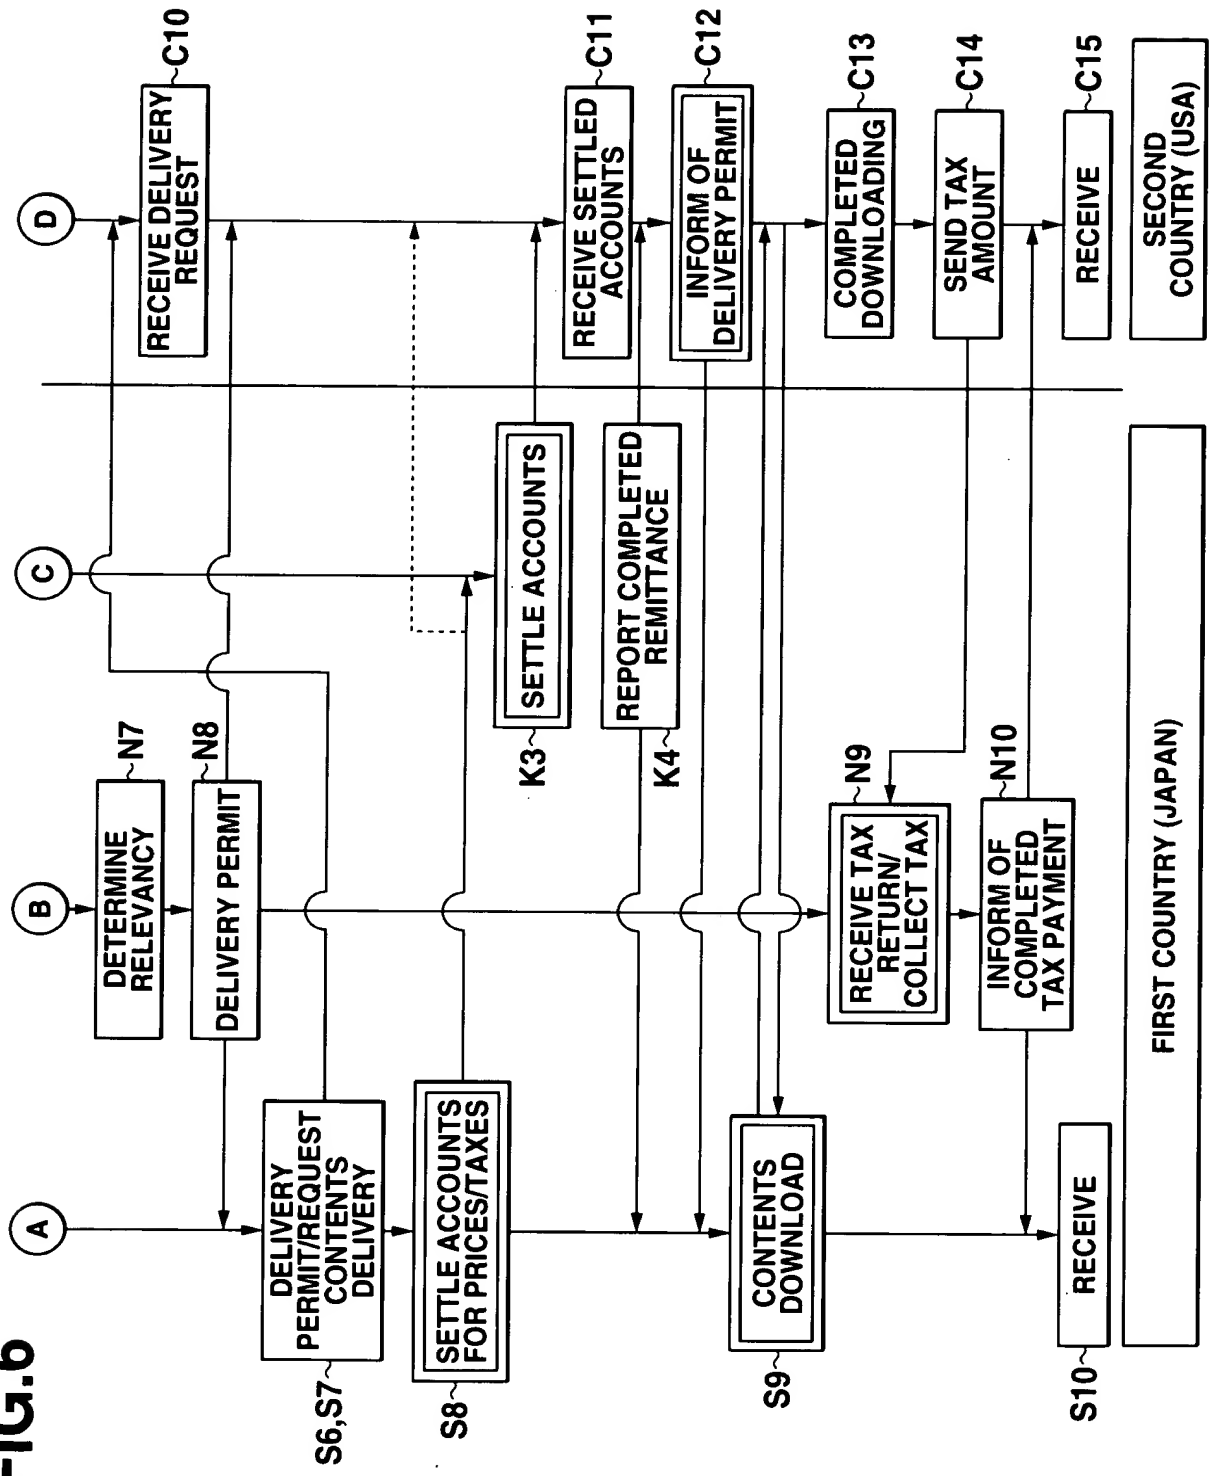 FIG.6
A
B
C
D
DETERMINE
RELEVANCY
N7
DELIVERY PERMIT
N8
RECEIVE DELIVERY
REQUEST
C10
DELIVERY
PERMIT/REQUEST
CONTENTS
DELIVERY
S6,S7
SETTLE ACCOUNTS
FOR PRICES/TAXES
S8
SETTLE ACCOUNTS
K3
RECEIVE SETTLED
ACCOUNTS
C11
REPORT COMPLETED
REMITTANCE
K4
INFORM OF
DELIVERY PERMIT
C12
CONTENTS
DOWNLOAD
S9
COMPLETED
DOWNLOADING
C13
RECEIVE TAX
RETURN/
COLLECT TAX
N9
SEND TAX
AMOUNT
C14
INFORM OF
COMPLETED
TAX PAYMENT
N10
RECEIVE
S10
RECEIVE
C15
FIRST COUNTRY (JAPAN)
SECOND
COUNTRY (USA)